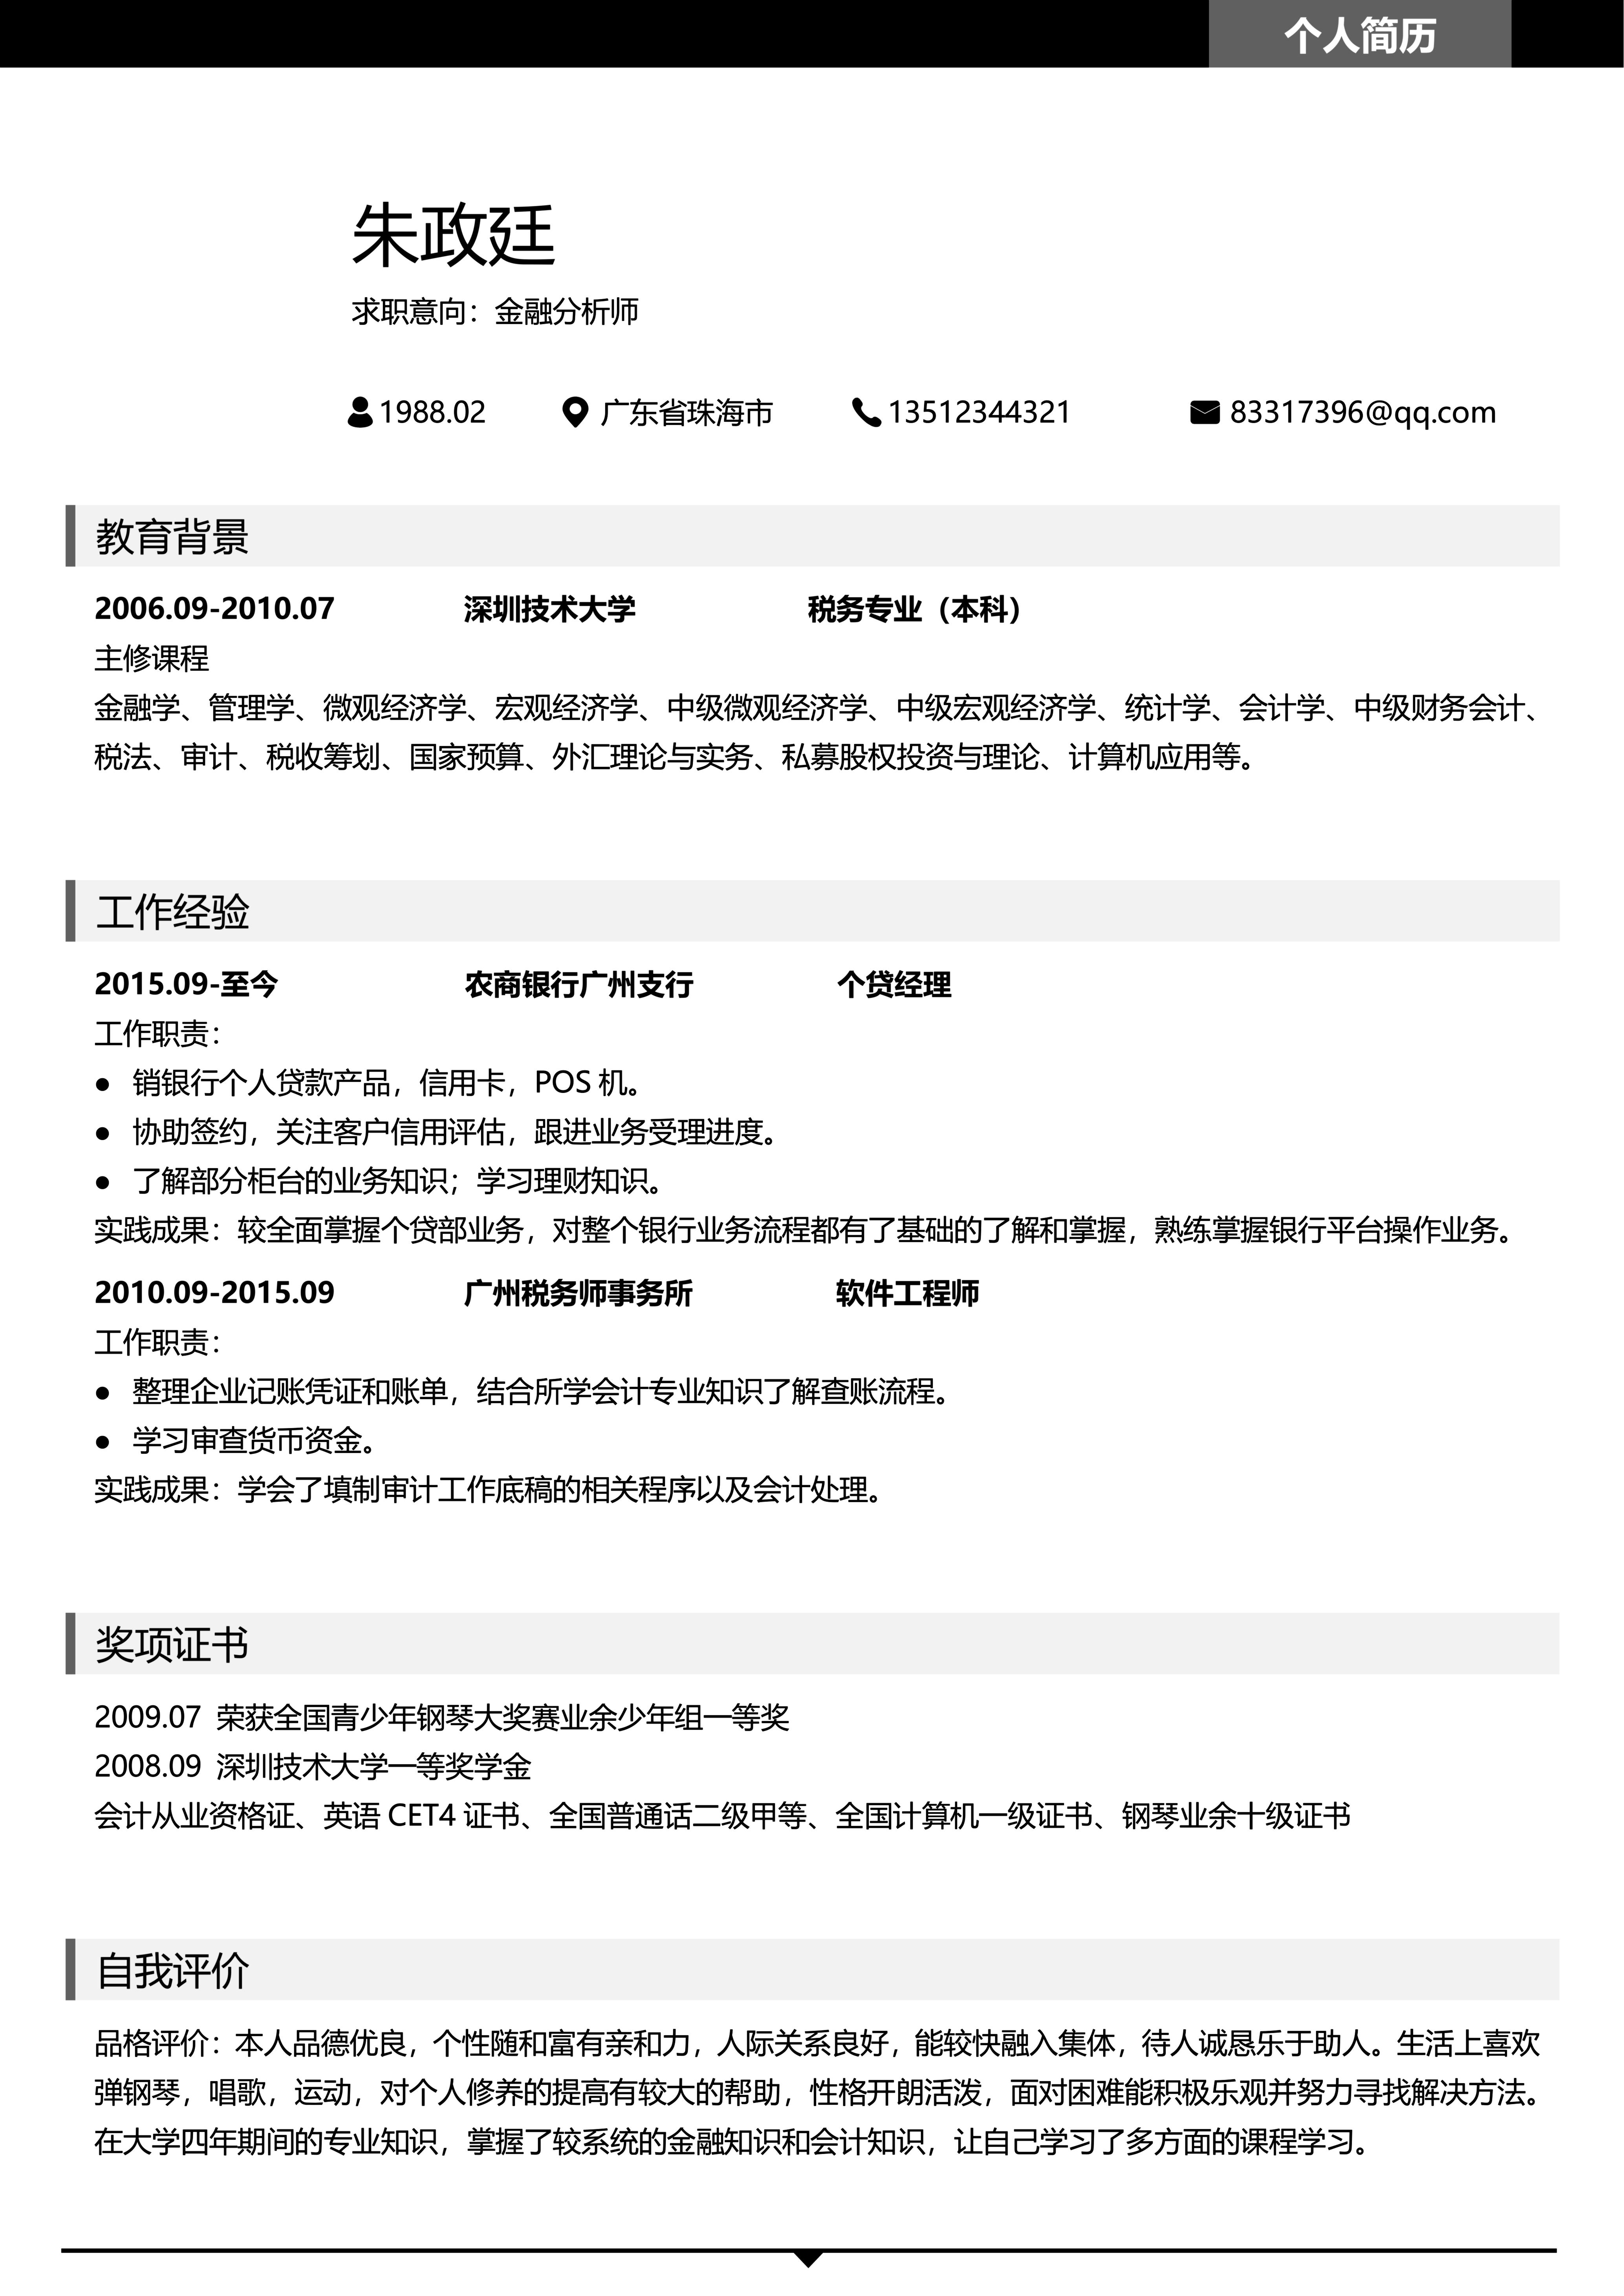 个人简历
朱政廷
求职意向：金融分析师
1988.02 广东省珠海市 13512344321 83317396@qq.com
教育背景
2006.09-2010.07 深圳技术大学 税务专业（本科）
主修课程
金融学、管理学、微观经济学、宏观经济学、中级微观经济学、中级宏观经济学、统计学、会计学、中级财务会计、
税法、审计、税收筹划、国家预算、外汇理论与实务、私募股权投资与理论、计算机应用等。
工作经验
2015.09-至今 农商银行广州支行 个贷经理
工作职责：
● 销银行个人贷款产品，信用卡，POS 机。
● 协助签约，关注客户信用评估，跟进业务受理进度。
● 了解部分柜台的业务知识；学习理财知识。
实践成果：较全面掌握个贷部业务，对整个银行业务流程都有了基础的了解和掌握，熟练掌握银行平台操作业务。
2010.09-2015.09 广州税务师事务所 软件工程师
工作职责：
● 整理企业记账凭证和账单，结合所学会计专业知识了解查账流程。
● 学习审查货币资金。
实践成果：学会了填制审计工作底稿的相关程序以及会计处理。
奖项证书
2009.07 荣获全国青少年钢琴大奖赛业余少年组一等奖
2008.09 深圳技术大学一等奖学金
会计从业资格证、英语 CET4 证书、全国普通话二级甲等、全国计算机一级证书、钢琴业余十级证书
自我评价
品格评价：本人品德优良，个性随和富有亲和力，人际关系良好，能较快融入集体，待人诚恳乐于助人。生活上喜欢
弹钢琴，唱歌，运动，对个人修养的提高有较大的帮助，性格开朗活泼，面对困难能积极乐观并努力寻找解决方法。
在大学四年期间的专业知识，掌握了较系统的金融知识和会计知识，让自己学习了多方面的课程学习。